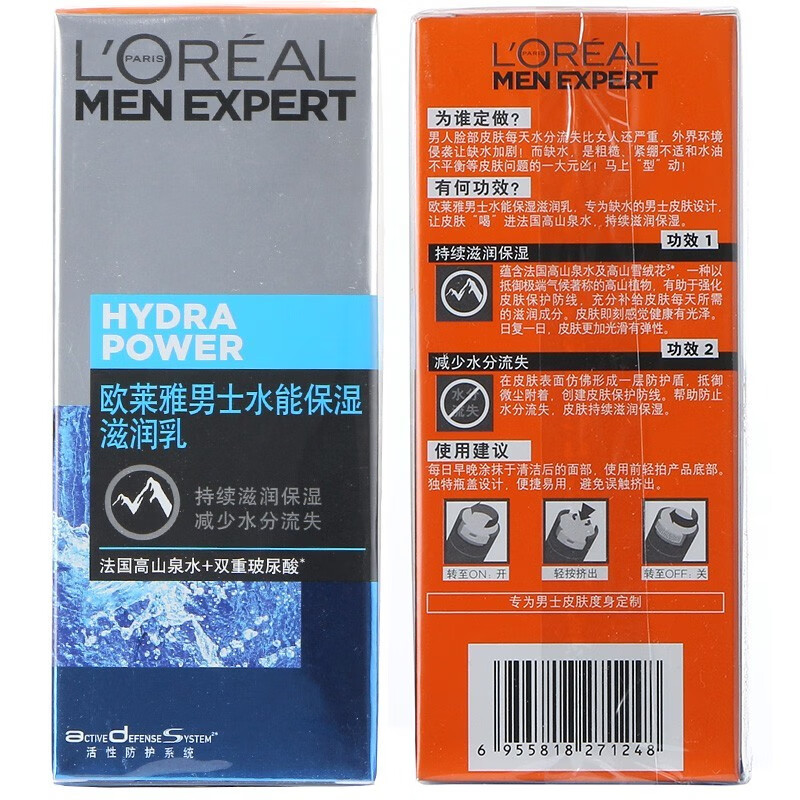 L'ORÉAL
PARIS
MEN EXPERT
HYDRA
POWER
欧莱雅男士水能保湿
滋润乳
持续滋润保湿
减少水分流失
法国高山泉水+双重玻尿酸*
ACTIVE DEFENSE SYSTEM2*
活性防护系统
L'ORÉAL
PARIS
MEN EXPERT
为谁定做?
男人脸部皮肤每天水分流失比女人还严重，外界环境
侵袭让缺水加剧！而缺水，是粗糙、紧绷不适和水油
不平衡等皮肤问题的一大元凶！马上“型”动！
有何功效?
欧莱雅男士水能保湿滋润乳，专为缺水的男士皮肤设计，
让皮肤“喝”进法国高山泉水，持续滋润保湿。
功效 1
持续滋润保湿
蕴含法国高山泉水及高山雪绒花3*，一种以
抵御极端气候著称的高山植物，有助于强化
皮肤保护防线，充分补给皮肤每天所需
的滋润成分。皮肤即刻感觉健康有光泽。
日复一日，皮肤更加光滑有弹性。
功效 2
减少水分流失
水分
流失
在皮肤表面仿佛形成一层防护盾，抵御
微尘附着，创建皮肤保护防线。帮助防止
水分流失，皮肤持续滋润保湿。
使用建议
每日早晚涂抹于清洁后的面部，使用前轻拍产品底部。
独特瓶盖设计，便捷易用，避免误触挤出。
转至ON：开
轻按挤出
转至OFF：关
专为男士皮肤度身定制
6 955818 271248